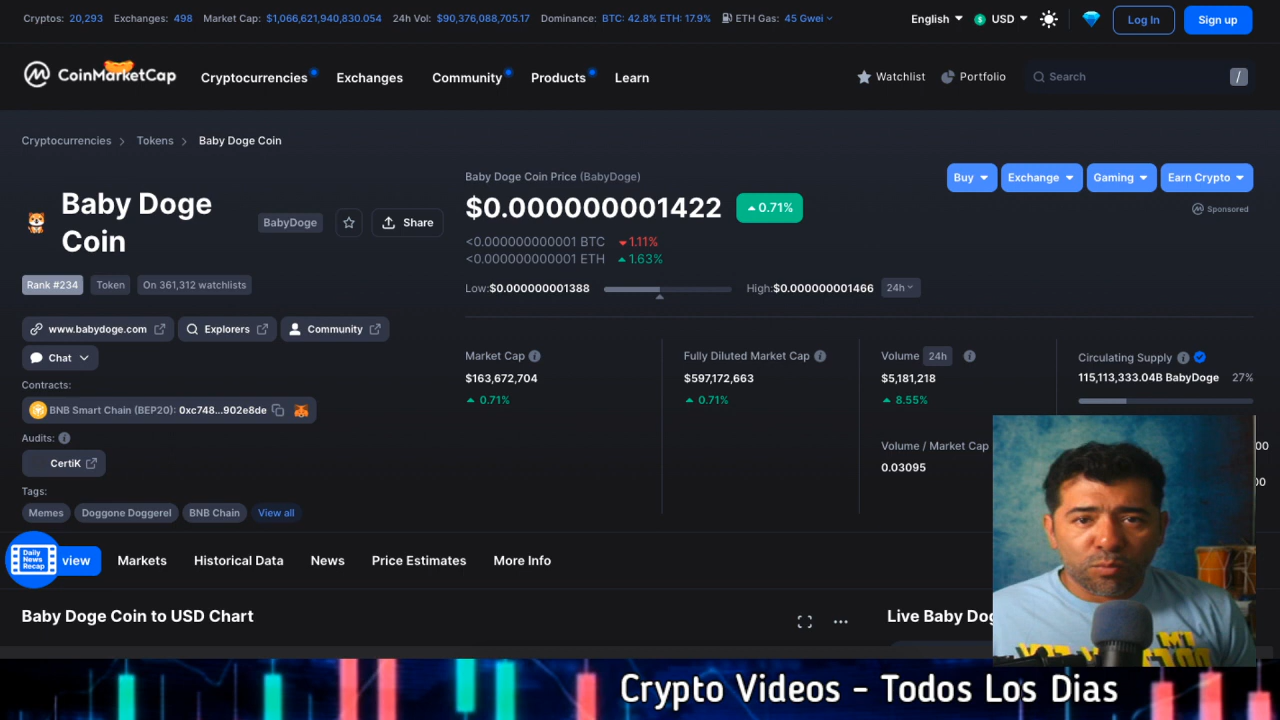 Cryptos: 20,293 Exchanges: 498 Market Cap: $1,066,621,940,830.054 24h Vol: $90,376,088,705.17 Dominance: BTC: 42.8% ETH: 17.9% ETH Gas: 45 Gwei English USD Log In Sign up
CoinMarketCap Cryptocurrencies Exchanges Community Products Learn Watchlist Portfolio Search /
Cryptocurrencies Tokens Baby Doge Coin
Baby Doge
Coin
BabyDoge
Share
Rank #234 Token On 361,312 watchlists
www.babydoge.com Explorers Community
Chat
Contracts:
BNB Smart Chain (BEP20): 0xc748...902e8de
Audits:
CertiK
Tags:
Memes Doggone Doggerel BNB Chain View all
Baby Doge Coin Price (BabyDoge)
$0.000000001422 0.71%
<0.000000000001 BTC 1.11%
<0.000000000001 ETH 1.63%
Low:$0.000000001388 High:$0.000000001466 24h
Buy Exchange Gaming Earn Crypto
Sponsored
Market Cap
$163,672,704
0.71%
Fully Diluted Market Cap
$597,172,663
0.71%
Volume 24h
$5,181,218
8.55%
Volume / Market Cap
0.03095
Circulating Supply
115,113,333.04B BabyDoge 27%
Daily
News
Recap
view Markets Historical Data News Price Estimates More Info
Baby Doge Coin to USD Chart
Live Baby Dog
Crypto Videos - Todos Los Dias